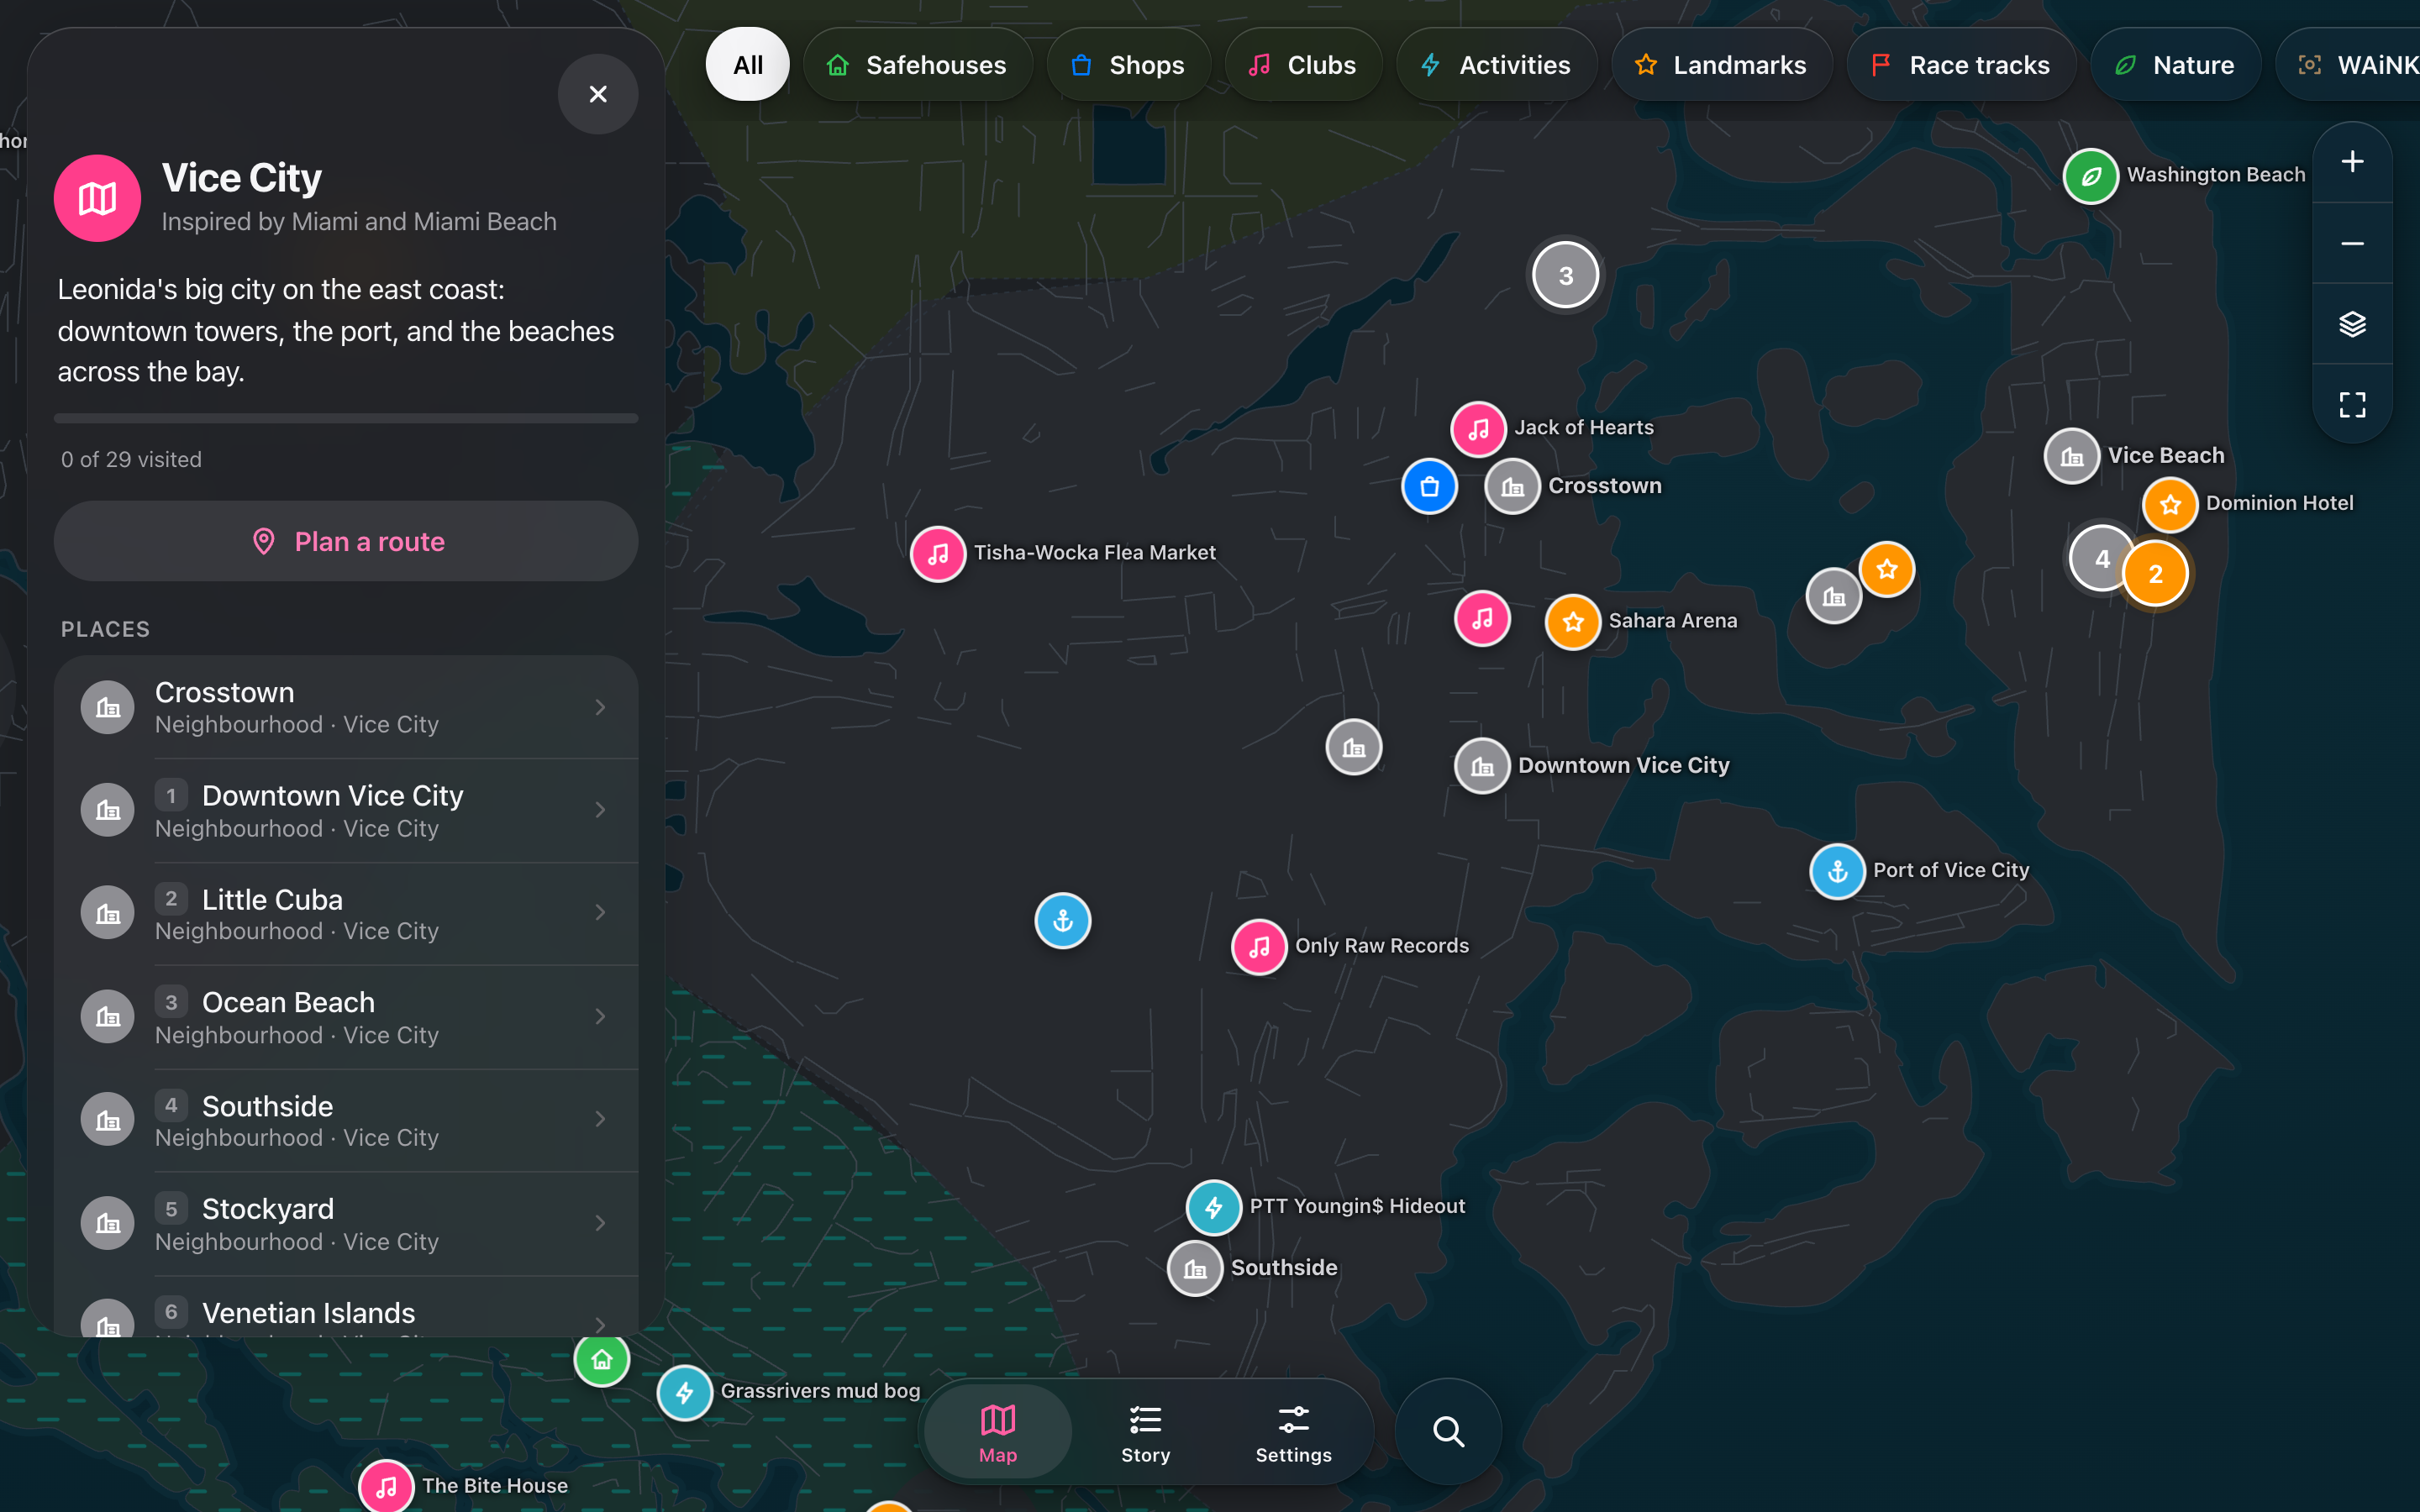 All
Safehouses
Shops
Clubs
Activities
Landmarks
Race tracks
Nature
WAiNK
Vice City
Inspired by Miami and Miami Beach
Leonida's big city on the east coast:
downtown towers, the port, and the beaches
across the bay.
0 of 29 visited
Plan a route
PLACES
Crosstown
Neighbourhood · Vice City
1 Downtown Vice City
Neighbourhood · Vice City
2 Little Cuba
Neighbourhood · Vice City
3 Ocean Beach
Neighbourhood · Vice City
4 Southside
Neighbourhood · Vice City
5 Stockyard
Neighbourhood · Vice City
6 Venetian Islands
Washington Beach
3
Jack of Hearts
Vice Beach
Crosstown
Dominion Hotel
Tisha-Wocka Flea Market
4
2
Sahara Arena
Downtown Vice City
Port of Vice City
Only Raw Records
PTT Youngin$ Hideout
Southside
Grassrivers mud bog
The Bite House
Map
Story
Settings